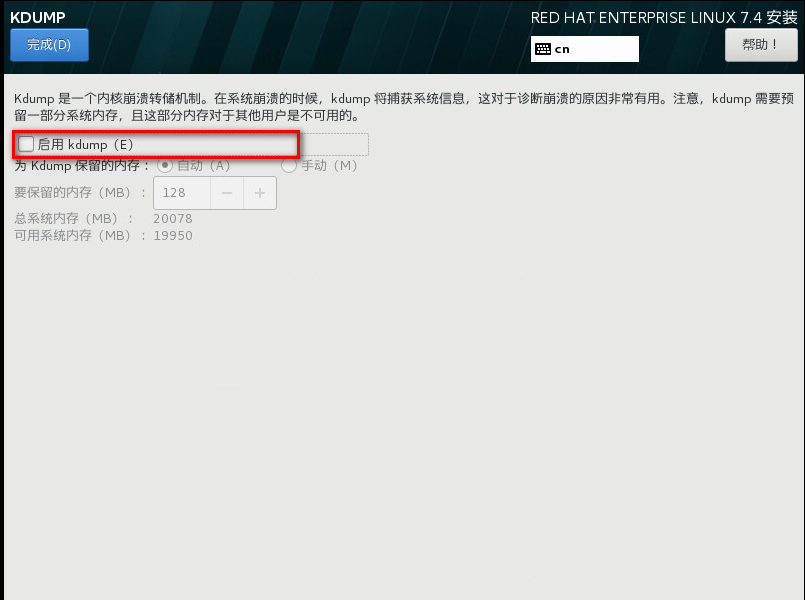 KDUMP
RED HAT ENTERPRISE LINUX 7.4 安装
完成(D)
cn
帮助！
Kdump 是一个内核崩溃转储机制。在系统崩溃的时候，kdump 将捕获系统信息，这对于诊断崩溃的原因非常有用。注意，kdump 需要预
留一部分系统内存，且这部分内存对于其他用户是不可用的。
启用 kdump（E）
为 Kdump 保留的内存： 自动（A） 手动（M）
要保留的内存（MB）： 128 − +
总系统内存（MB）： 20078
可用系统内存（MB）： 19950